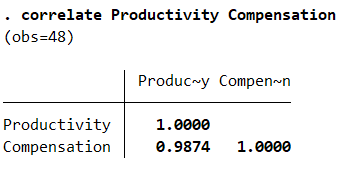 . correlate Productivity Compensation
(obs=48)
Produc~y Compen~n
Productivity 1.0000
Compensation 0.9874 1.0000